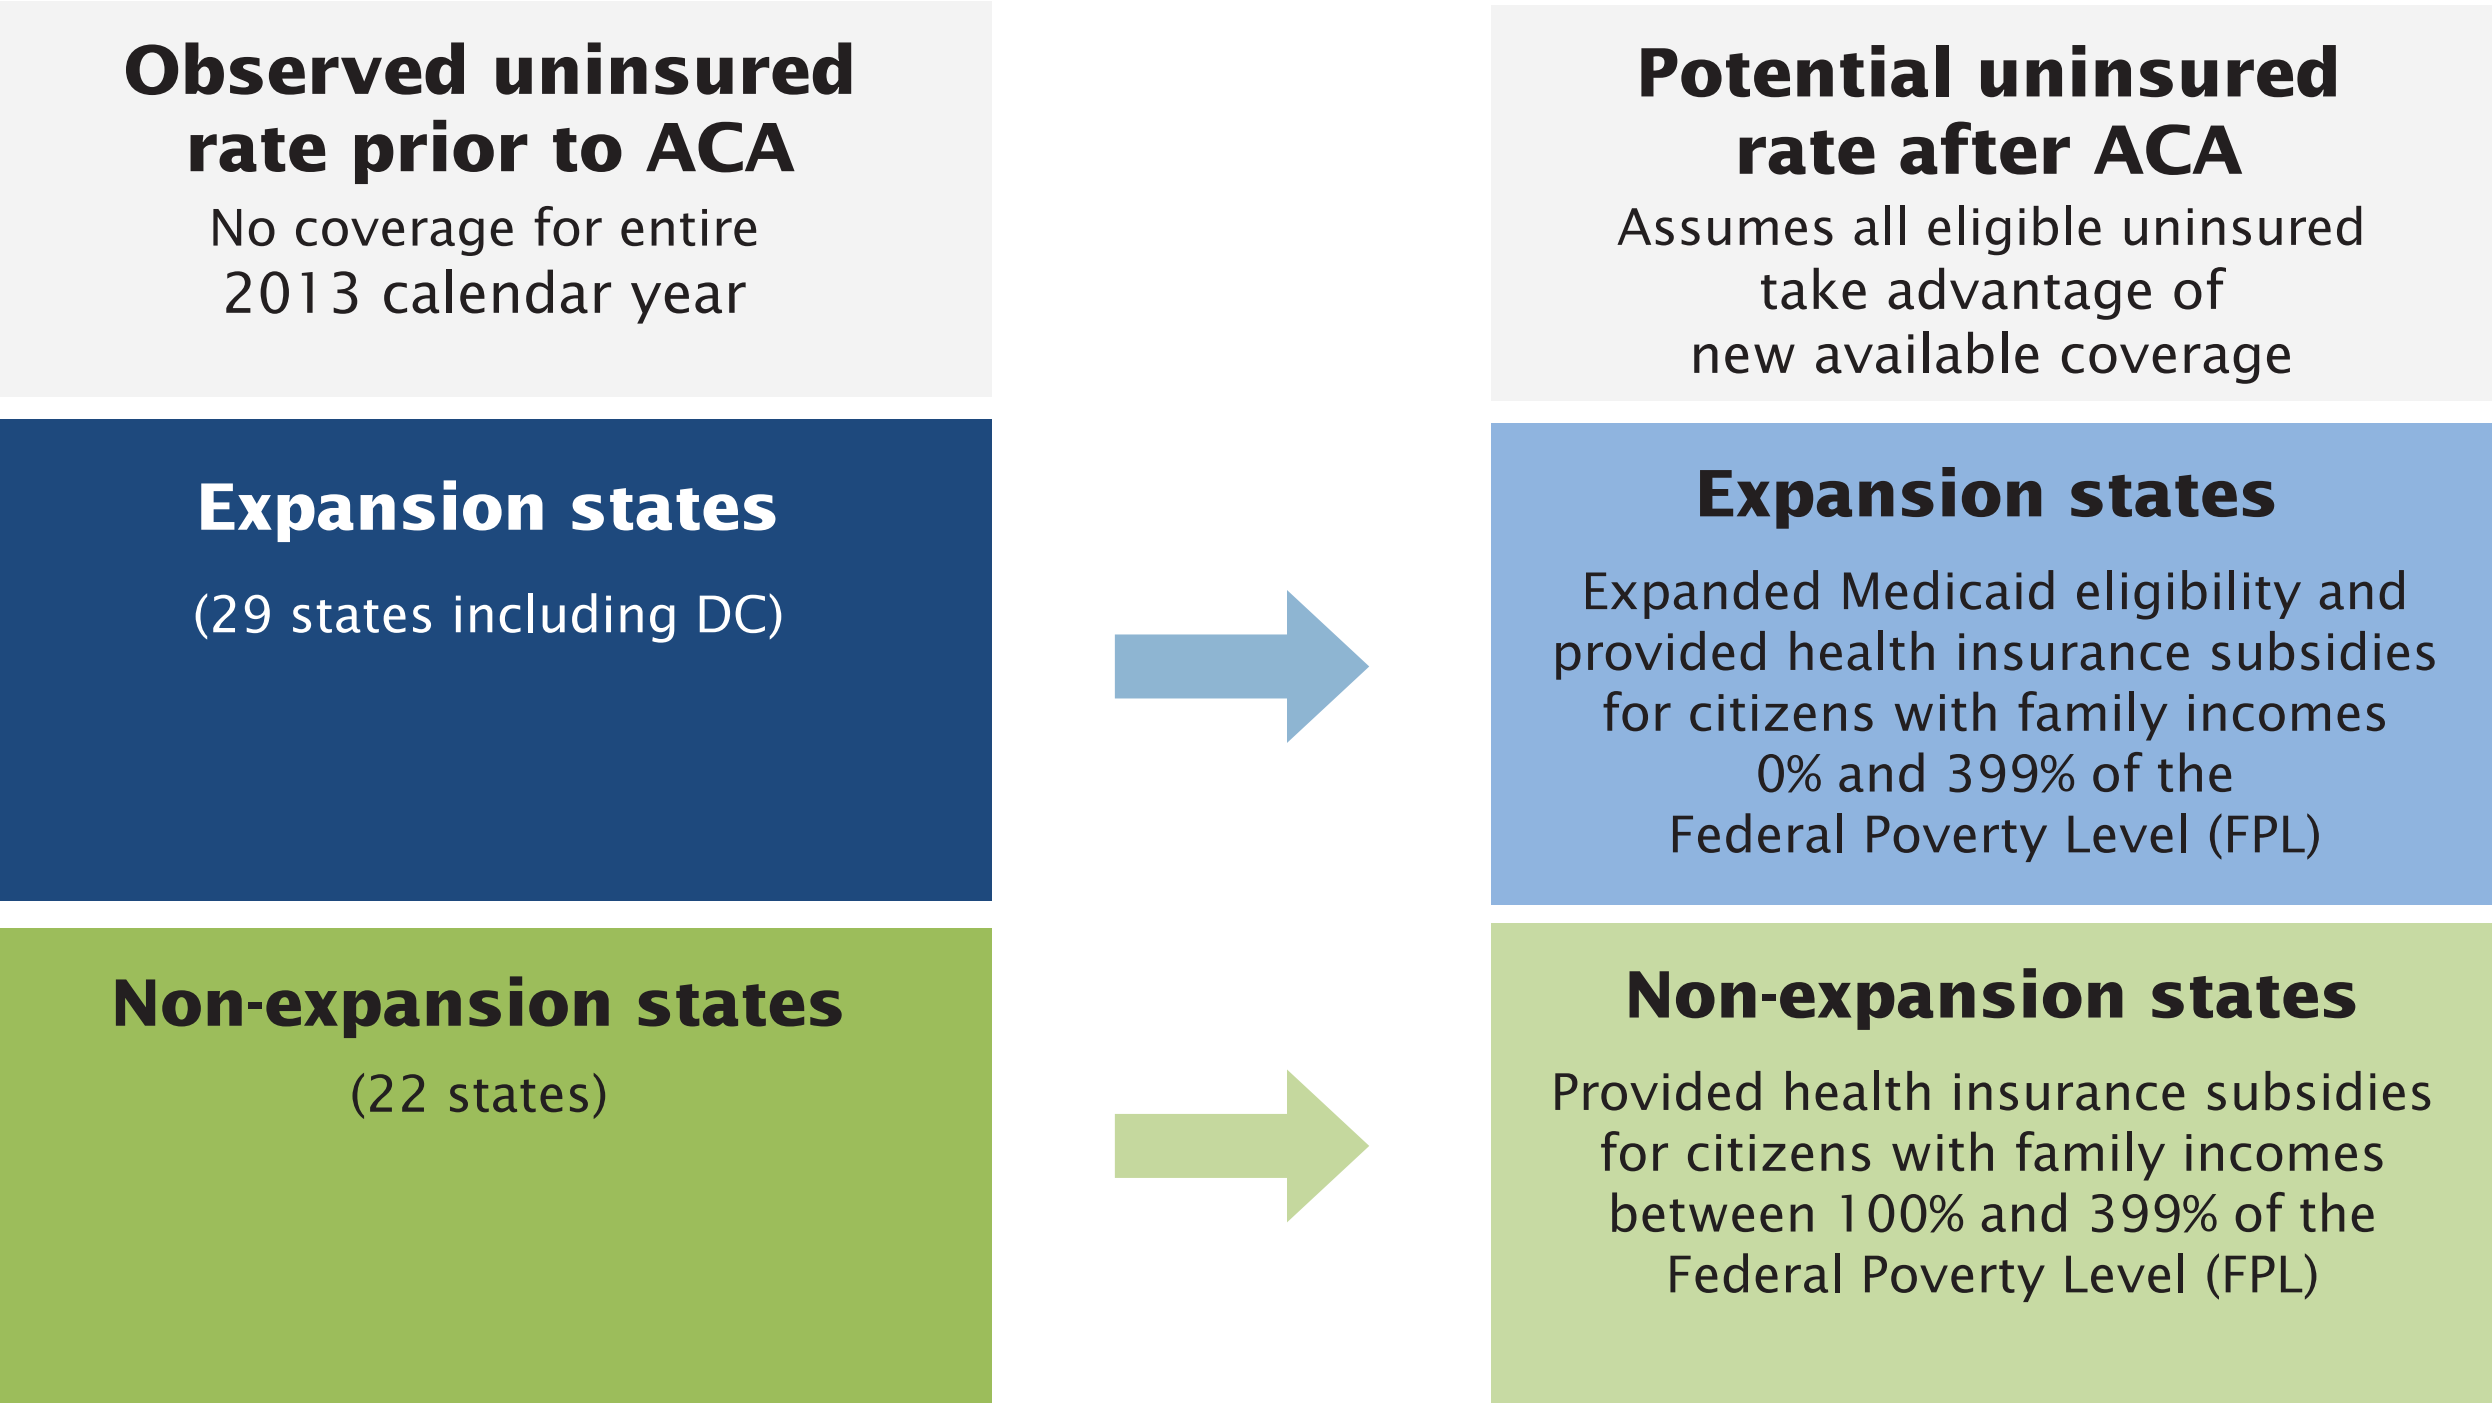 Observed uninsured
rate prior to ACA
No coverage for entire
2013 calendar year
Potential uninsured
rate after ACA
Assumes all eligible uninsured
take advantage of
new available coverage
Expansion states
(29 states including DC)
Expansion states
Expanded Medicaid eligibility and
provided health insurance subsidies
for citizens with family incomes
0% and 399% of the
Federal Poverty Level (FPL)
Non-expansion states
(22 states)
Non-expansion states
Provided health insurance subsidies
for citizens with family incomes
between 100% and 399% of the
Federal Poverty Level (FPL)